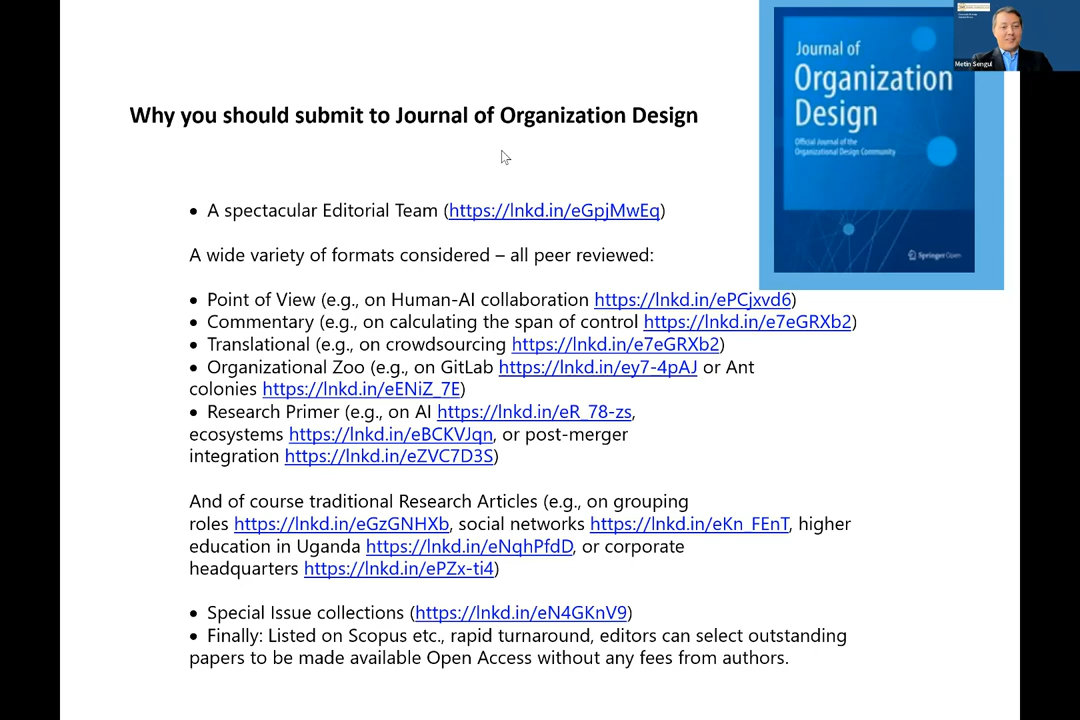 Metin Sengul
Journal of
Organization
Design
Official Journal of the
Organizational Design Community
Springer Open
Why you should submit to Journal of Organization Design
• A spectacular Editorial Team (https://lnkd.in/eGpjMwEq)
A wide variety of formats considered – all peer reviewed:
• Point of View (e.g., on Human-AI collaboration https://lnkd.in/ePCjxvd6)
• Commentary (e.g., on calculating the span of control https://lnkd.in/e7eGRXb2)
• Translational (e.g., on crowdsourcing https://lnkd.in/e7eGRXb2)
• Organizational Zoo (e.g., on GitLab https://lnkd.in/ey7-4pAJ or Ant
colonies https://lnkd.in/eENiZ_7E)
• Research Primer (e.g., on AI https://lnkd.in/eR_78-zs,
ecosystems https://lnkd.in/eBCKVJqn, or post-merger
integration https://lnkd.in/eZVC7D3S)
And of course traditional Research Articles (e.g., on grouping
roles https://lnkd.in/eGzGNHXb, social networks https://lnkd.in/eKn_FEnT, higher
education in Uganda https://lnkd.in/eNqhPfdD, or corporate
headquarters https://lnkd.in/ePZx-ti4)
• Special Issue collections (https://lnkd.in/eN4GKnV9)
• Finally: Listed on Scopus etc., rapid turnaround, editors can select outstanding
papers to be made available Open Access without any fees from authors.